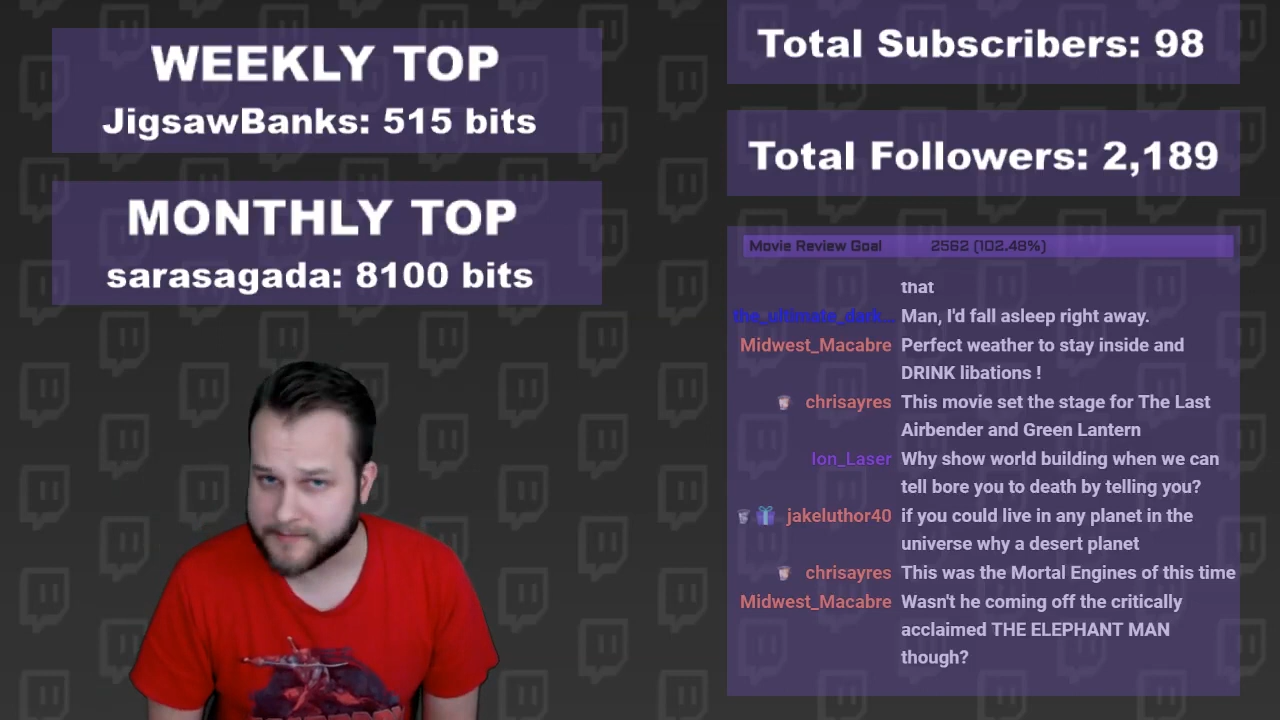 WEEKLY TOP
JigsawBanks: 515 bits
MONTHLY TOP
sarasagada: 8100 bits
Total Subscribers: 98
Total Followers: 2,189
Movie Review Goal 2562 (102.48%)
that
the_ultimate_dark... Man, I'd fall asleep right away.
Midwest_Macabre Perfect weather to stay inside and
DRINK libations !
chrisayres This movie set the stage for The Last
Airbender and Green Lantern
Ion_Laser Why show world building when we can
tell bore you to death by telling you?
jakeluthor40 if you could live in any planet in the
universe why a desert planet
chrisayres This was the Mortal Engines of this time
Midwest_Macabre Wasn't he coming off the critically
acclaimed THE ELEPHANT MAN
though?